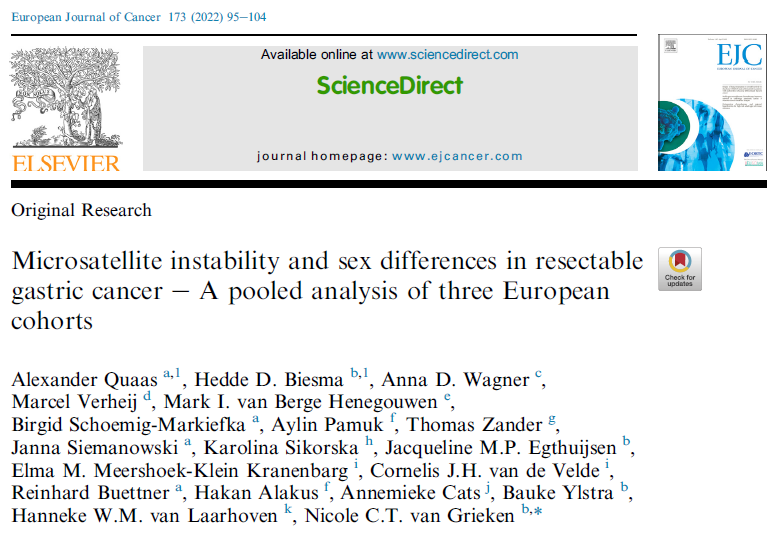 European Journal of Cancer 173 (2022) 95–104
Available online at www.sciencedirect.com
ScienceDirect
journal homepage: www.ejcancer.com
ELSEVIER
EJC
Original Research
Microsatellite instability and sex differences in resectable
gastric cancer – A pooled analysis of three European
cohorts
Check for
updates
Alexander Quaas a,1, Hedde D. Biesma b,1, Anna D. Wagner c,
Marcel Verheij d, Mark I. van Berge Henegouwen e,
Birgid Schoemig-Markiefka a, Aylin Pamuk f, Thomas Zander g,
Janna Siemanowski a, Karolina Sikorska h, Jacqueline M.P. Egthuijsen b,
Elma M. Meershoek-Klein Kranenbarg i, Cornelis J.H. van de Velde i,
Reinhard Buettner a, Hakan Alakus f, Annemieke Cats j, Bauke Ylstra b,
Hanneke W.M. van Laarhoven k, Nicole C.T. van Grieken b,*